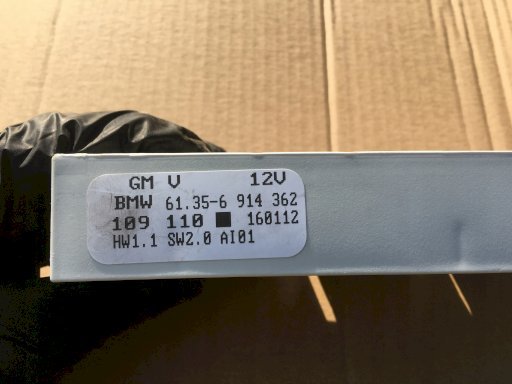 GM V 12V
BMW 61.35-6 914 362
109 110 ■ 160112
HW1.1 SW2.0 AI01